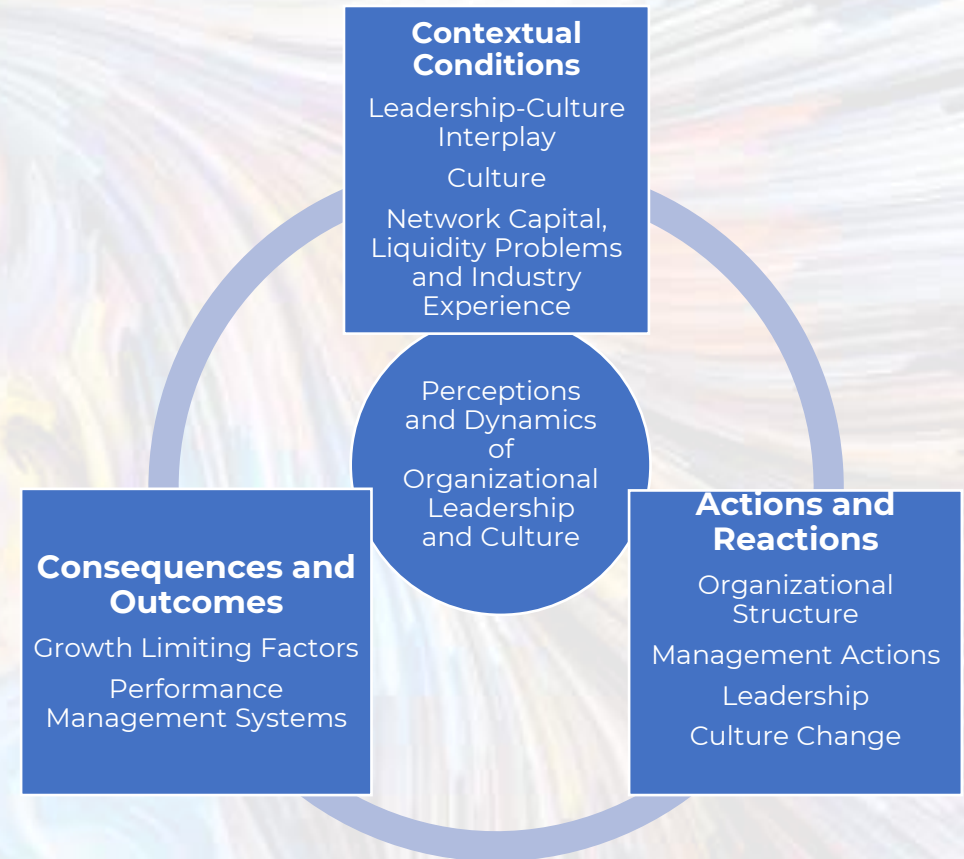 Contextual
Conditions
Leadership-Culture
Interplay
Culture
Network Capital,
Liquidity Problems
and Industry
Experience
Perceptions
and Dynamics
of
Organizational
Leadership
and Culture
Actions and
Reactions
Organizational
Structure
Management Actions
Leadership
Culture Change
Consequences and
Outcomes
Growth Limiting Factors
Performance
Management Systems